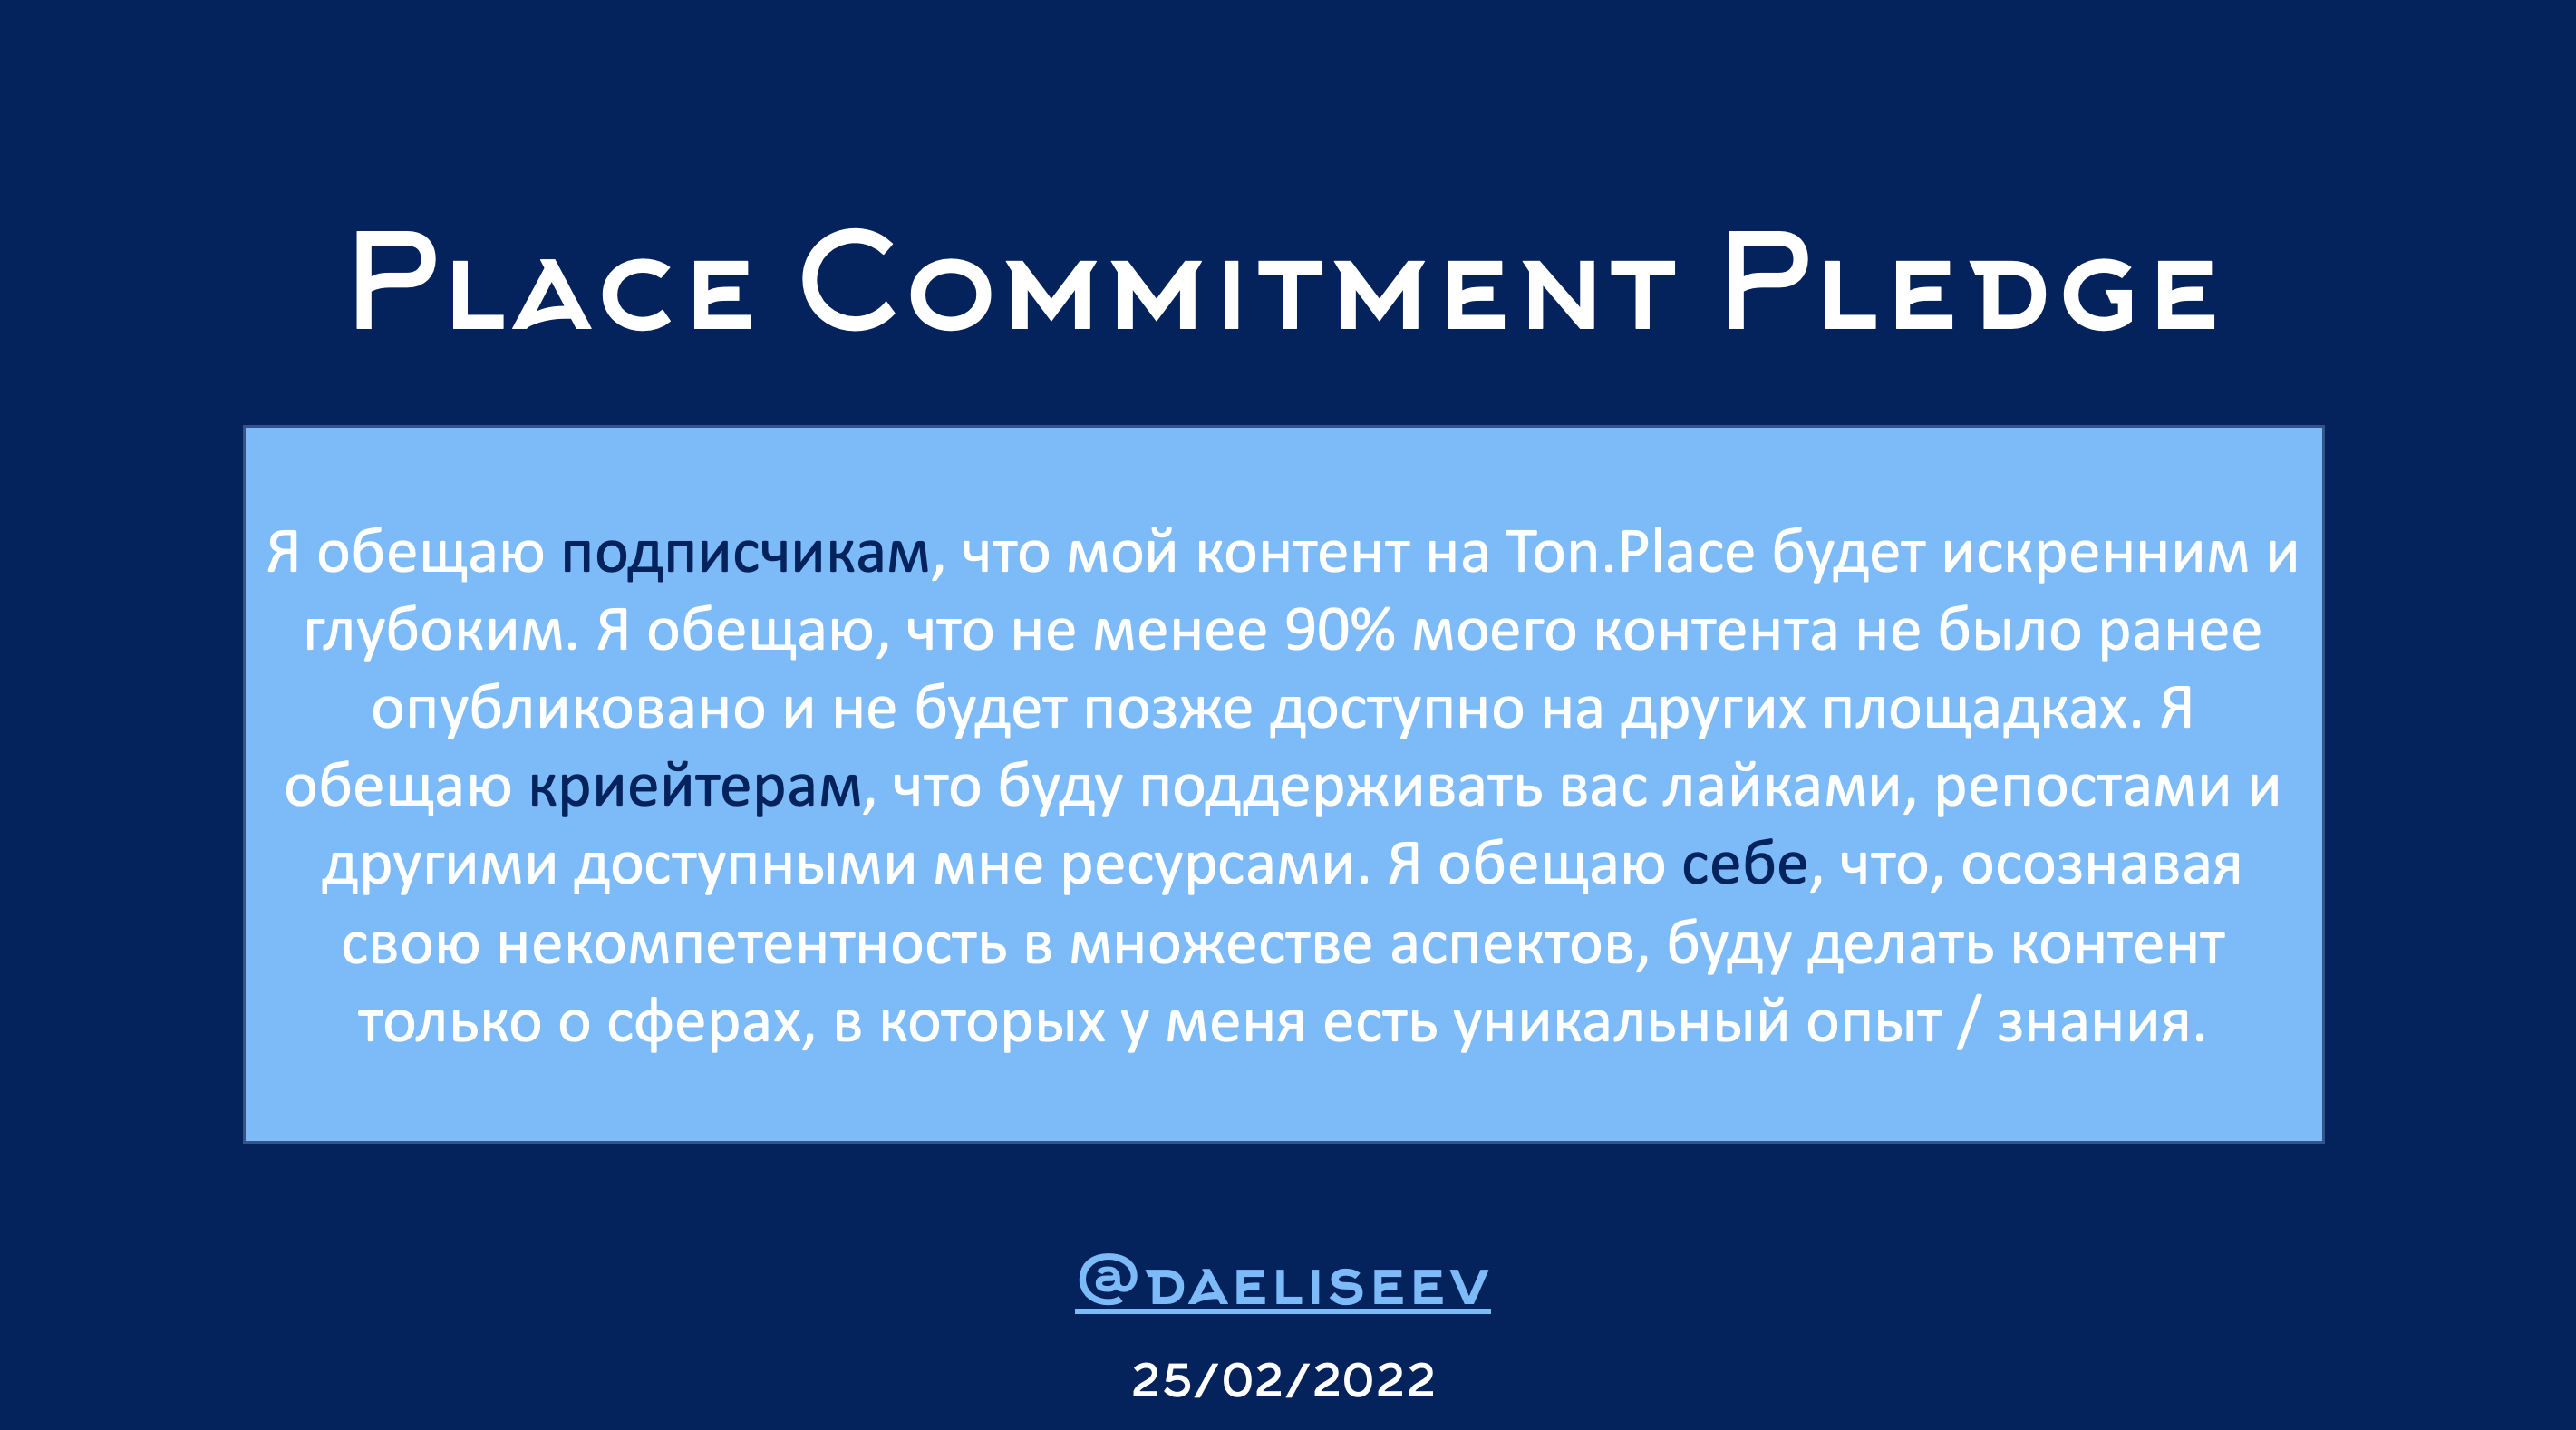 Place Commitment Pledge
Я обещаю подписчикам, что мой контент на Ton.Place будет искренним и
глубоким. Я обещаю, что не менее 90% моего контента не было ранее
опубликовано и не будет позже доступно на других площадках. Я
обещаю криейтерам, что буду поддерживать вас лайками, репостами и
другими доступными мне ресурсами. Я обещаю себе, что, осознавая
свою некомпетентность в множестве аспектов, буду делать контент
только о сферах, в которых у меня есть уникальный опыт / знания.
@daeliseev
25/02/2022